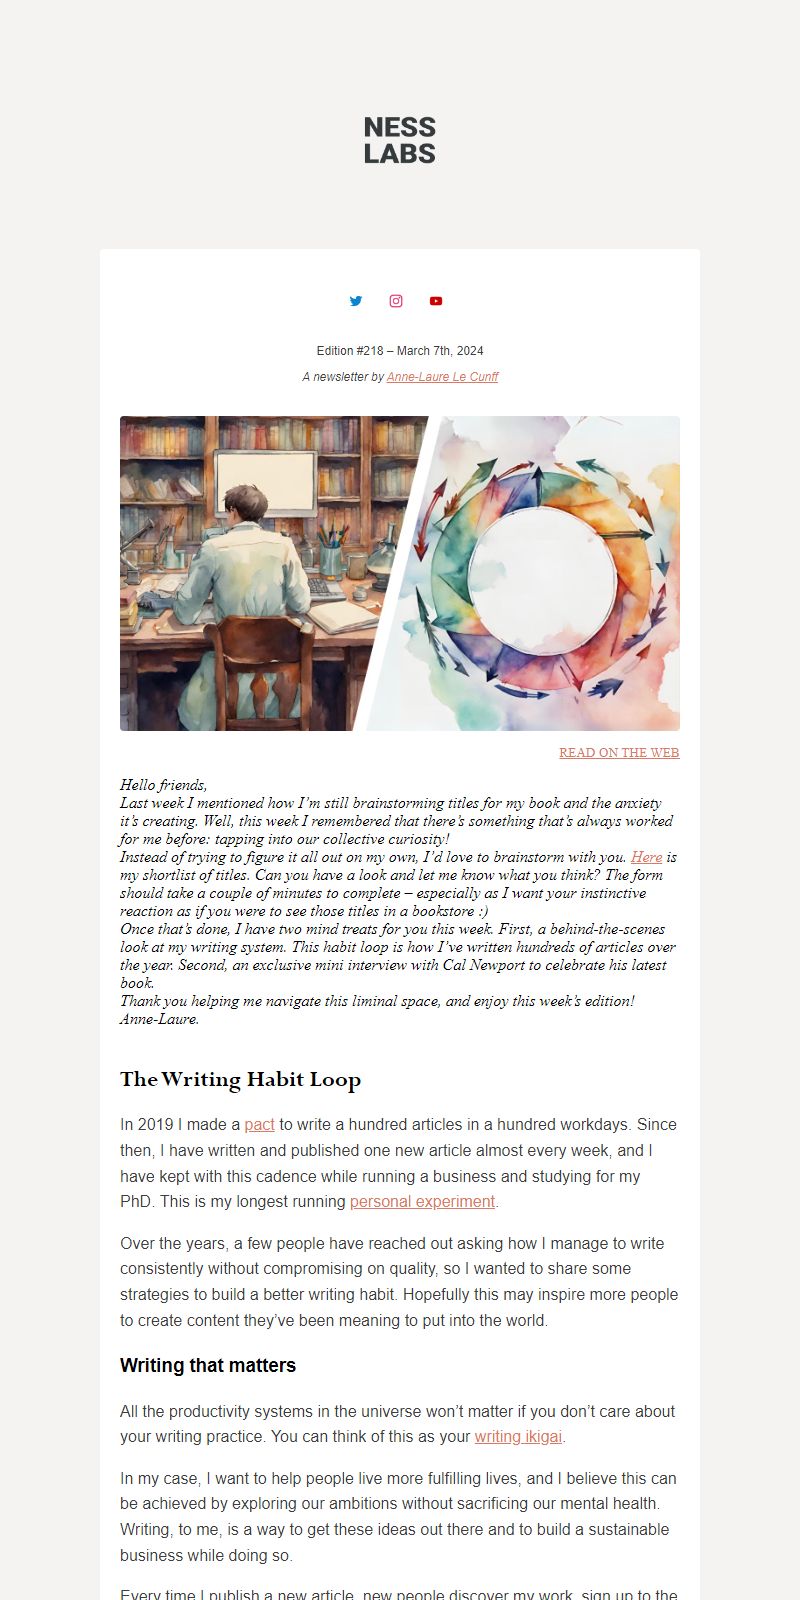 NESS
LABS
Edition #218 – March 7th, 2024
A newsletter by Anne-Laure Le Cunff
READ ON THE WEB
Hello friends,
Last week I mentioned how I’m still brainstorming titles for my book and the anxiety
it’s creating. Well, this week I remembered that there’s something that’s always worked
for me before: tapping into our collective curiosity!
Instead of trying to figure it all out on my own, I’d love to brainstorm with you. Here is
my shortlist of titles. Can you have a look and let me know what you think? The form
should take a couple of minutes to complete – especially as I want your instinctive
reaction as if you were to see those titles in a bookstore :)
Once that’s done, I have two mind treats for you this week. First, a behind-the-scenes
look at my writing system. This habit loop is how I’ve written hundreds of articles over
the year. Second, an exclusive mini interview with Cal Newport to celebrate his latest
book.
Thank you helping me navigate this liminal space, and enjoy this week’s edition!
Anne-Laure.
The Writing Habit Loop
In 2019 I made a pact to write a hundred articles in a hundred workdays. Since
then, I have written and published one new article almost every week, and I
have kept with this cadence while running a business and studying for my
PhD. This is my longest running personal experiment.
Over the years, a few people have reached out asking how I manage to write
consistently without compromising on quality, so I wanted to share some
strategies to build a better writing habit. Hopefully this may inspire more people
to create content they’ve been meaning to put into the world.
Writing that matters
All the productivity systems in the universe won’t matter if you don’t care about
your writing practice. You can think of this as your writing ikigai.
In my case, I want to help people live more fulfilling lives, and I believe this can
be achieved by exploring our ambitions without sacrificing our mental health.
Writing, to me, is a way to get these ideas out there and to build a sustainable
business while doing so.
Every time I publish a new article, new people discover my work, sign up to the